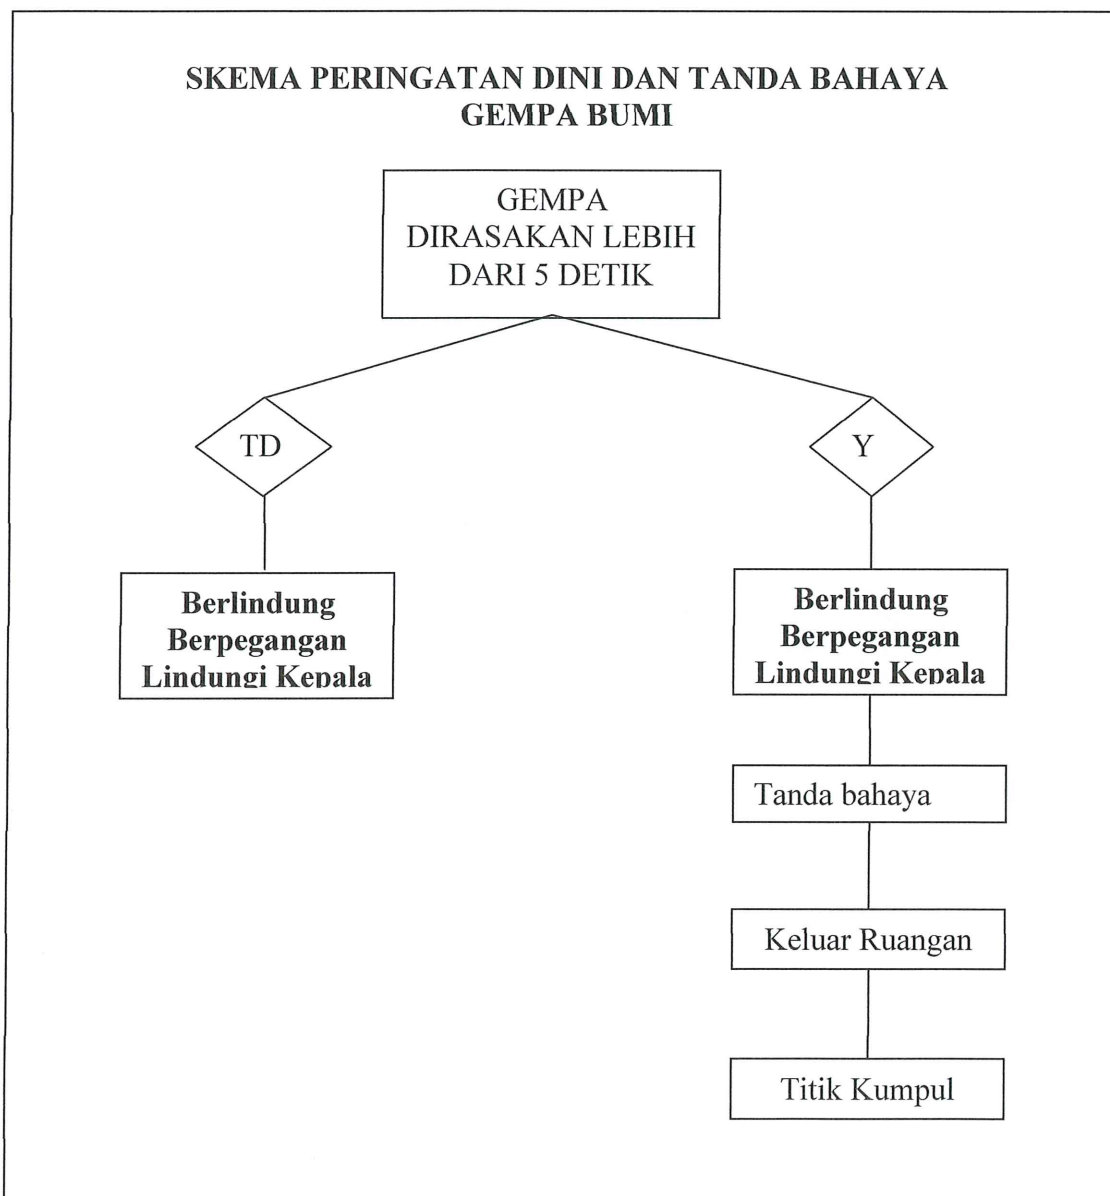 SKEMA PERINGATAN DINI DAN TANDA BAHAYA
GEMPA BUMI
GEMPA
DIRASAKAN LEBIH
DARI 5 DETIK
TD
Y
Berlindung
Berpegangan
Lindungi Kepala
Berlindung
Berpegangan
Lindungi Kepala
Tanda bahaya
Keluar Ruangan
Titik Kumpul